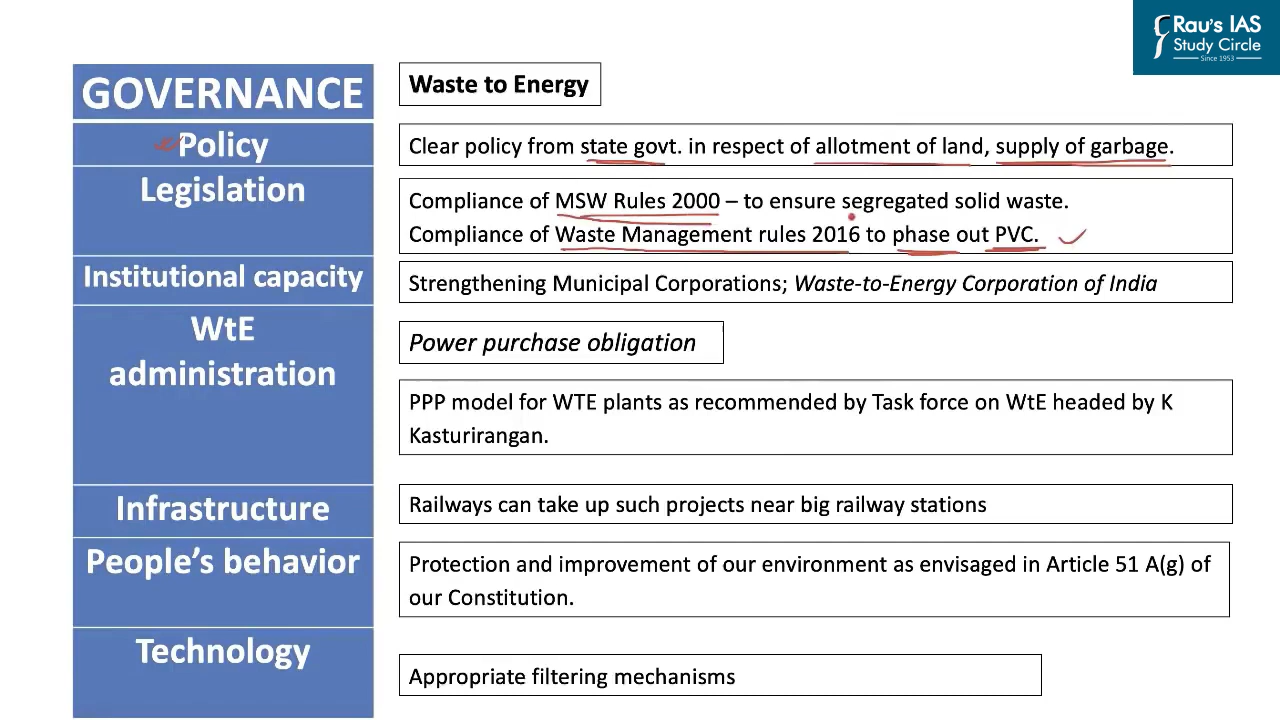 Rau's IAS
Study Circle
Since 1953
GOVERNANCE
Waste to Energy
Policy
Clear policy from state govt. in respect of allotment of land, supply of garbage.
Legislation
Compliance of MSW Rules 2000 – to ensure segregated solid waste.
Compliance of Waste Management rules 2016 to phase out PVC.
Institutional capacity
Strengthening Municipal Corporations; Waste-to-Energy Corporation of India
WtE
administration
Power purchase obligation
PPP model for WTE plants as recommended by Task force on WtE headed by K
Kasturirangan.
Infrastructure
Railways can take up such projects near big railway stations
People's behavior
Protection and improvement of our environment as envisaged in Article 51 A(g) of
our Constitution.
Technology
Appropriate filtering mechanisms